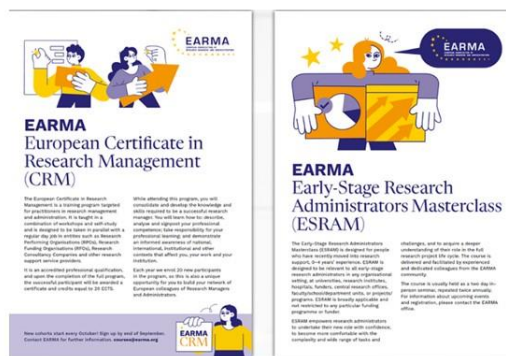 EARMA
EARMA
European Certificate in
Research Management
(CRM)
The European Certificate in Research
Management is a training program targeted
for practitioners in research management
and administration. It is taught in a
combination of workshops and self-study
and is designed to be taken in parallel with a
regular day job in entities such as Research
Performing Organisations (RPOs), Research
Funding Organisations (RFOs), Research
Consultancy Companies and other research
support service providers.
It is an accredited professional qualification,
and upon the completion of the full program,
the successful participant will be awarded a
certificate and credits equal to 20 ECTS.
While attending this program, you will
consolidate and develop the knowledge and
skills required to be a successful research
manager. You will learn how to: describe,
analyse and signpost your professional
competence; take responsibility for your
professional learning; and demonstrate
an informed awareness of national,
international, institutional and other
contexts that affect you, your work and your
institution.
Each year we enrol 20 new participants
in the program, so this is also a unique
opportunity for you to build your network of
European colleagues of Research Managers
and Administrators.
New cohorts start every October! Sign up by end of September.
Contact EARMA for further information. courses@earma.org
EARMA
CRM
EARMA
EARMA
Early-Stage Research
Administrators Masterclass
(ESRAM)
The Early-Stage Research Administrators
Masterclass (ESRAM) is designed for people
who have recently moved into research
support, 0-4 years' experience. ESRAM is
designed to be relevant to all early-stage
research administrators in any organisational
setting, at universities, research institutes,
hospitals, funders, central research offices,
faculty/school/department units, or projects/
programs. ESRAM is broadly applicable and
not restricted to any particular funding
programme or funder.
ESRAM empowers research administrators
to undertake their new role with confidence,
to become more comfortable with the
complexity and wide range of tasks and
challenges, and to acquire a deeper
understanding of their role in the full
research project life cycle. The course is
delivered and facilitated by experienced
and dedicated colleagues from the EARMA
community.
The course is usually held as a two day in-
person seminar, repeated twice annually.
For information about upcoming events
and registration, please contact the EARMA
office.